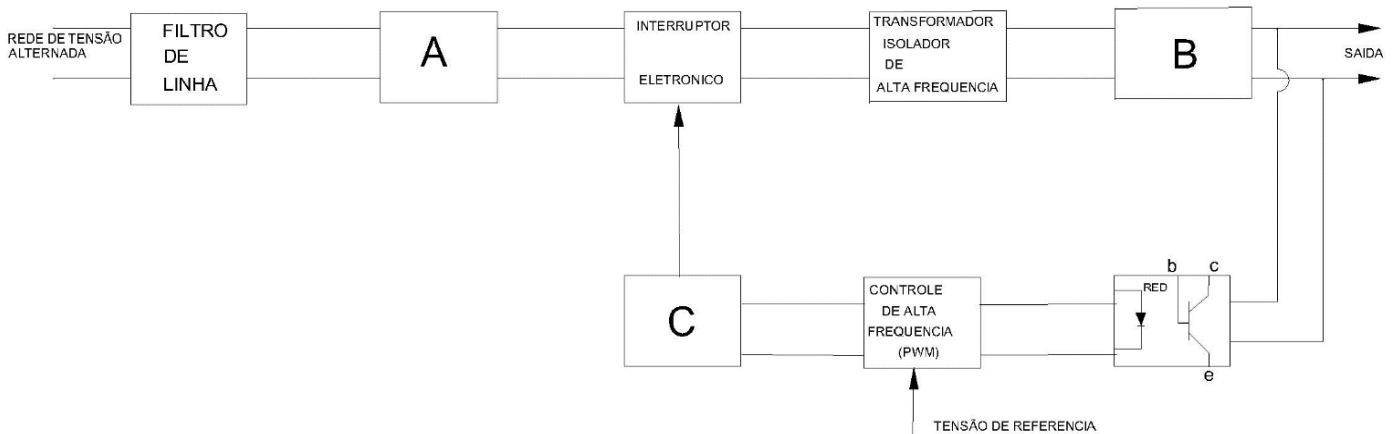 REDE DE TENSÃO
ALTERNADA
FILTRO
DE
LINHA
A
INTERRUPTOR
ELETRONICO
TRANSFORMADOR
ISOLADOR
DE
ALTA FREQUENCIA
B
SAIDA
C
CONTROLE
DE ALTA
FREQUENCIA
(PWM)
b
c
RED
e
TENSÃO DE REFERENCIA